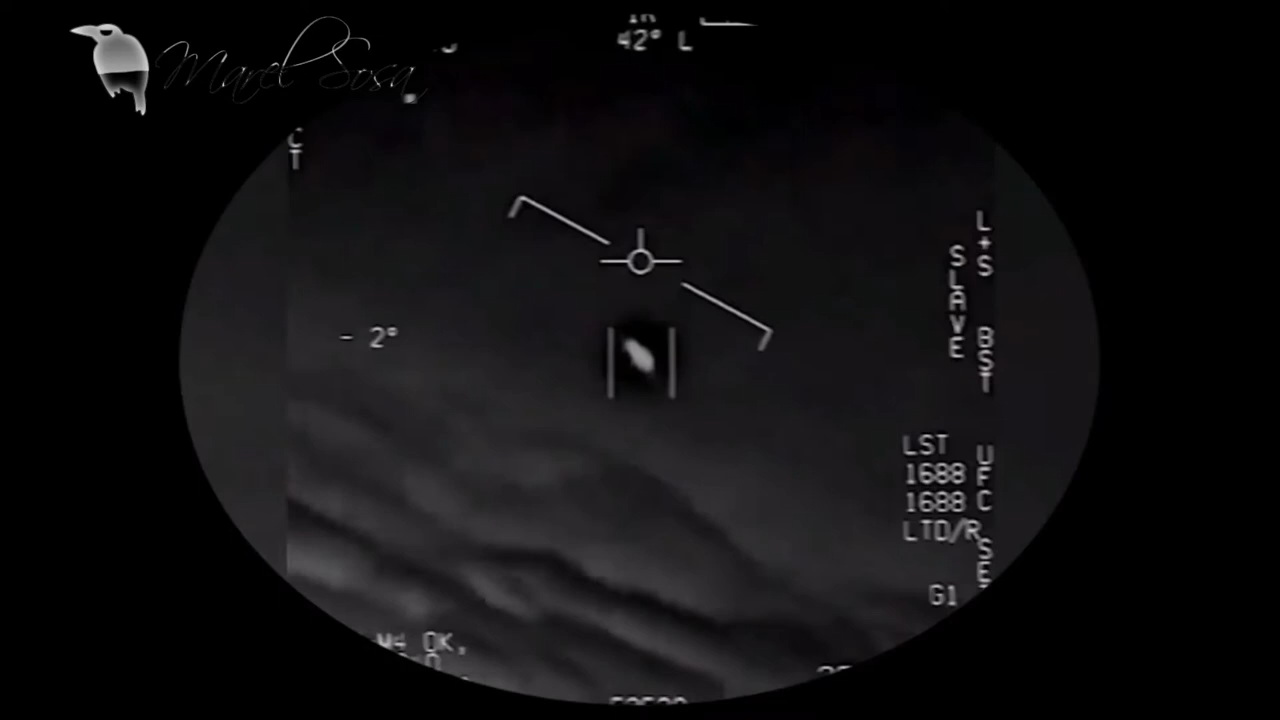 Marel Sosa
42° L
C
T
- 2°
L+S
SLAVE
BST
LST
1688
1688
LTD/R
UFC
G1
M4 OK,